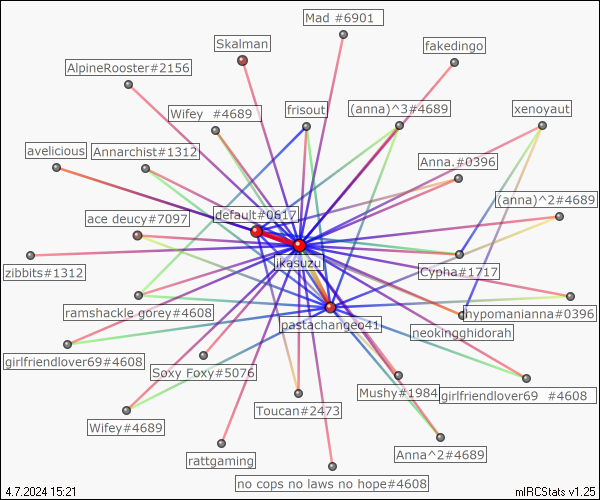 Mad #6901
Skalman
fakedingo
AlpineRooster#2156
Wifey  #4689
frisout
(anna)^3#4689
xenoyaut
avelicious
Annarchist#1312
Anna.#0396
(anna)^2#4689
ace deucy#7097
default#0617
jkasuzu
zibbits#1312
Cypha#1717
ramshackle gorey#4608
pastachangeo41
hypomanianna#0396
neokingghidorah
girlfriendlover69#4608
Soxy Foxy#5076
Mushy#1984
girlfriendlover69  #4608
Toucan#2473
Wifey#4689
Anna^2#4689
rattgaming
no cops no laws no hope#4608
4.7.2024 15:21
mIRCStats v1.25